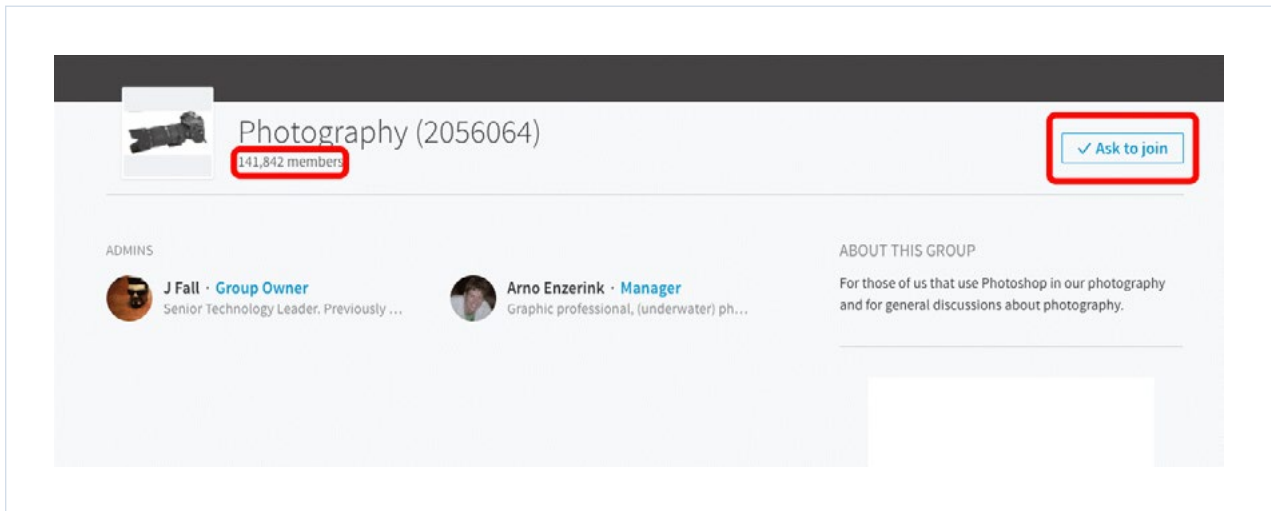 Photography (2056064)
141,842 members
✓ Ask to join
ADMINS
J Fall · Group Owner
Senior Technology Leader. Previously ...
Arno Enzerink · Manager
Graphic professional, (underwater) ph...
ABOUT THIS GROUP
For those of us that use Photoshop in our photography
and for general discussions about photography.